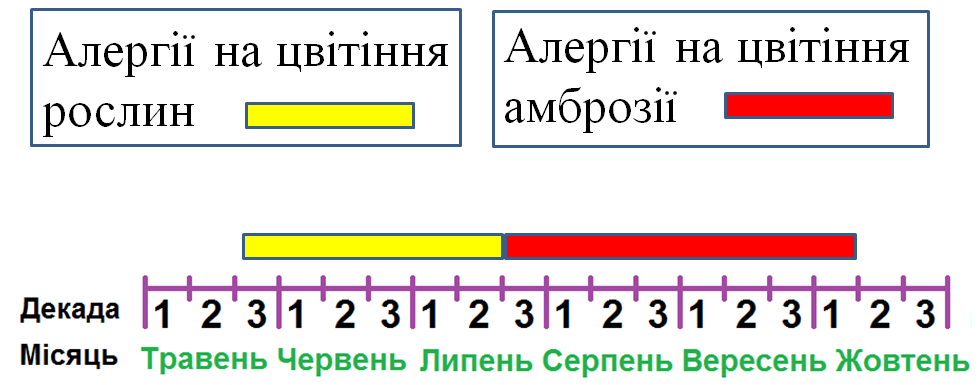 Алергії на цвітіння
рослин
Алергії на цвітіння
амброзії
Декада 1 2 3 1 2 3 1 2 3 1 2 3 1 2 3 1 2 3
Місяць Травень Червень Липень Серпень Вересень Жовтень